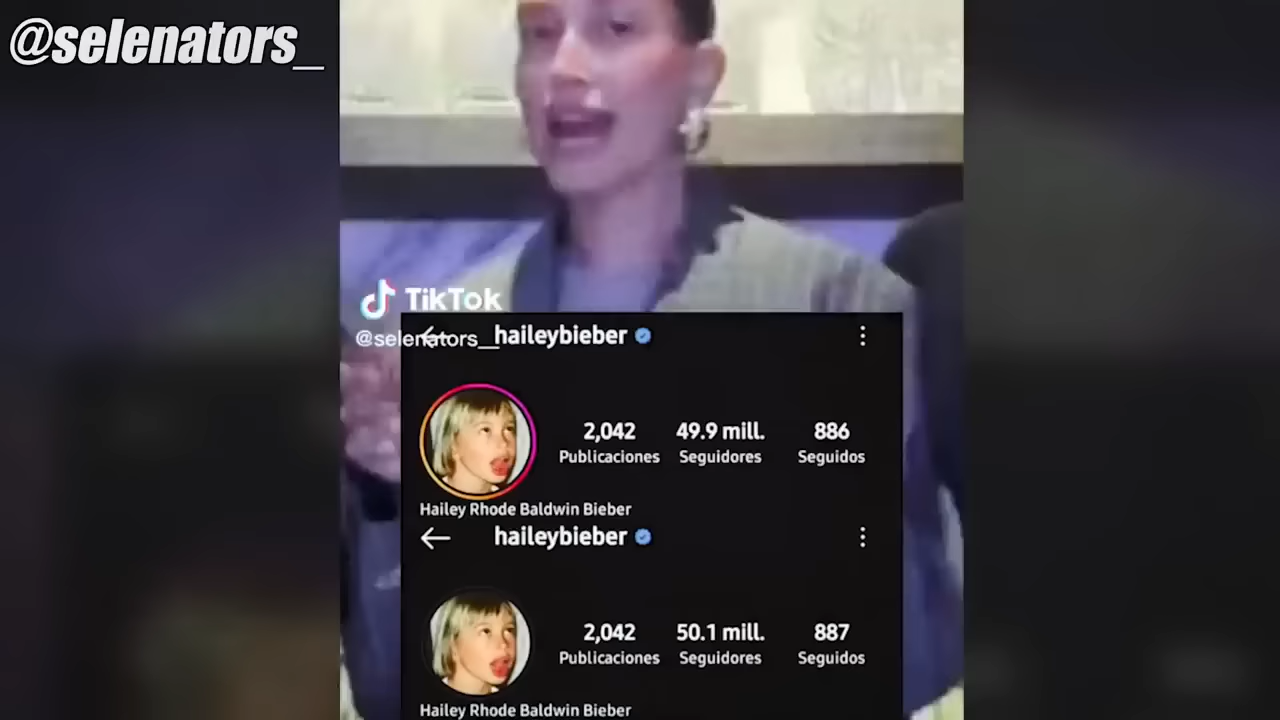 @selenators_
TikTok
@selenators__
haileybieber
2,042 49.9 mill. 886
Publicaciones Seguidores Seguidos
Hailey Rhode Baldwin Bieber
haileybieber
2,042 50.1 mill. 887
Publicaciones Seguidores Seguidos
Hailey Rhode Baldwin Bieber